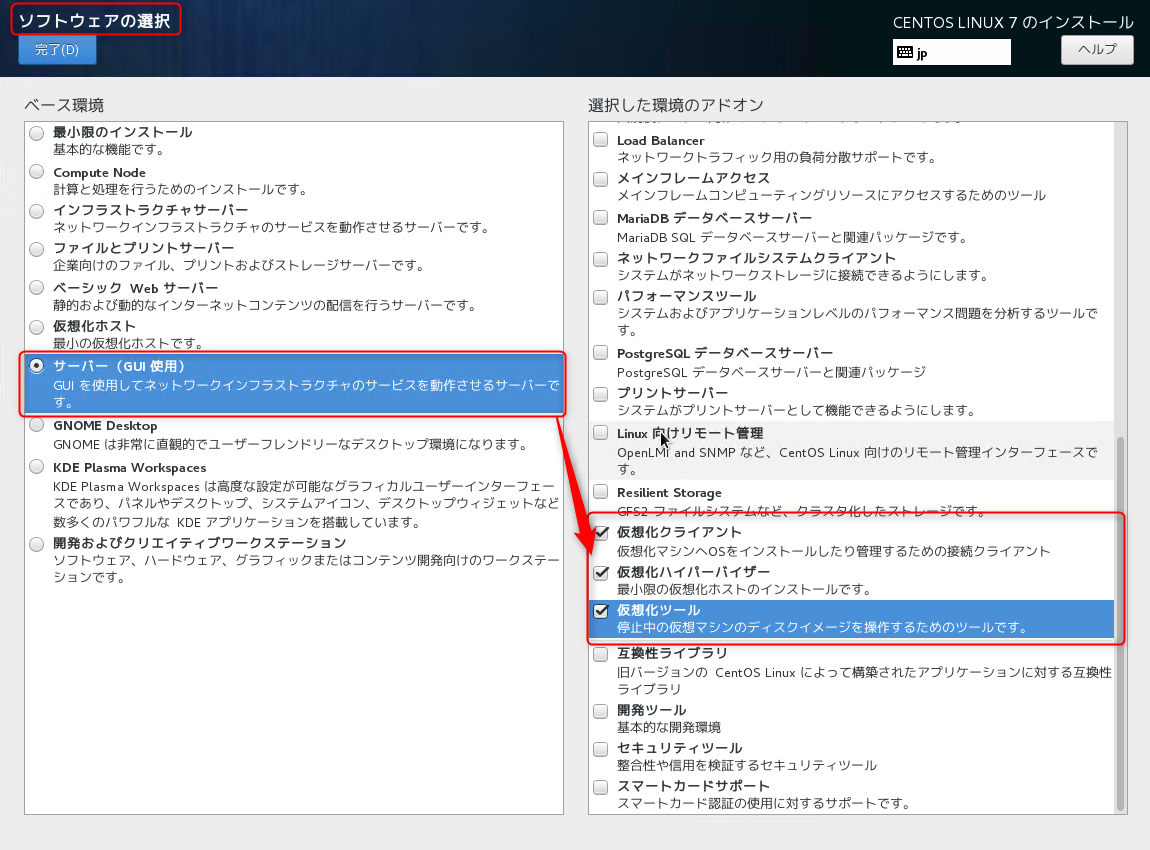 ソフトウェアの選択
完了(D)
CENTOS LINUX 7 のインストール
jp
ヘルプ
ベース環境
最小限のインストール
基本的な機能です。
Compute Node
計算と処理を行うためのインストールです。
インフラストラクチャサーバー
ネットワークインフラストラクチャのサービスを動作させるサーバーです。
ファイルとプリントサーバー
企業向けのファイル、プリントおよびストレージサーバーです。
ベーシック Web サーバー
静的および動的なインターネットコンテンツの配信を行うサーバーです。
仮想化ホスト
最小の仮想化ホストです。
サーバー（GUI 使用）
GUI を使用してネットワークインフラストラクチャのサービスを動作させるサーバーで
す。
GNOME Desktop
GNOME は非常に直観的でユーザーフレンドリーなデスクトップ環境になります。
KDE Plasma Workspaces
KDE Plasma Workspaces は高度な設定が可能なグラフィカルユーザーインターフェー
スであり、パネルやデスクトップ、システムアイコン、デスクトップウィジェットなど
数多くのパワフルな KDE アプリケーションを搭載しています。
開発およびクリエイティブワークステーション
ソフトウェア、ハードウェア、グラフィックまたはコンテンツ開発向けのワークステー
ションです。
選択した環境のアドオン
Load Balancer
ネットワークトラフィック用の負荷分散サポートです。
メインフレームアクセス
メインフレームコンピューティングリソースにアクセスするためのツール
MariaDB データベースサーバー
MariaDB SQL データベースサーバーと関連パッケージです。
ネットワークファイルシステムクライアント
システムがネットワークストレージに接続できるようにします。
パフォーマンスツール
システムおよびアプリケーションレベルのパフォーマンス問題を分析するツールで
す。
PostgreSQL データベースサーバー
PostgreSQL データベースサーバーと関連パッケージ
プリントサーバー
システムがプリントサーバーとして機能できるようにします。
Linux 向けリモート管理
OpenLMI and SNMP など、CentOS Linux 向けのリモート管理インターフェースで
す。
Resilient Storage
GFS2 ファイルシステムなど、クラスタ化したストレージです。
仮想化クライアント
仮想化マシンへOSをインストールしたり管理するための接続クライアント
仮想化ハイパーバイザー
最小限の仮想化ホストのインストールです。
仮想化ツール
停止中の仮想マシンのディスクイメージを操作するためのツールです。
互換性ライブラリ
旧バージョンの CentOS Linux によって構築されたアプリケーションに対する互換性
ライブラリ
開発ツール
基本的な開発環境
セキュリティツール
整合性や信用を検証するセキュリティツール
スマートカードサポート
スマートカード認証の使用に対するサポートです。